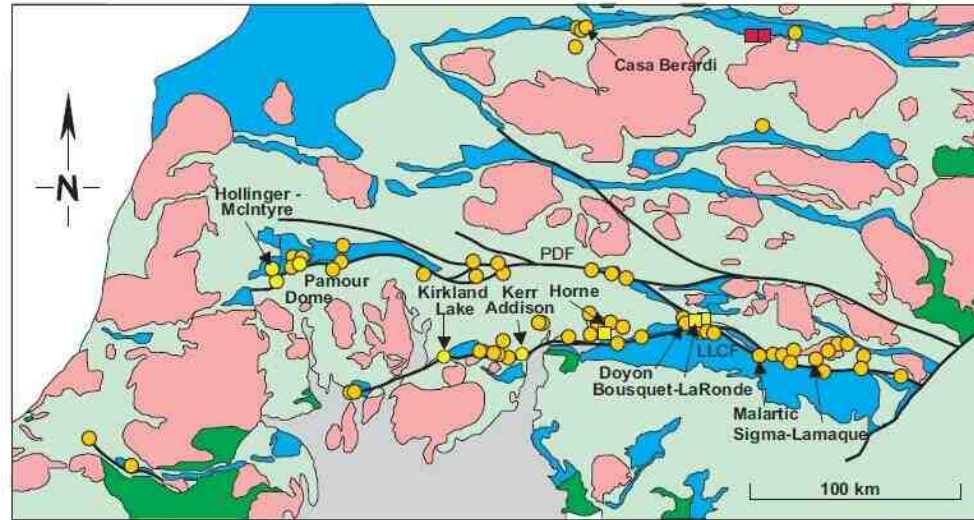 Casa Berardi
N
Hollinger -
McIntyre
PDF
Pamour
Dome
Kirkland
Lake
Kerr
Addison
Horne
LLCF
Doyon
Bousquet-LaRonde
Malartic
Sigma-Lamaque
100 km